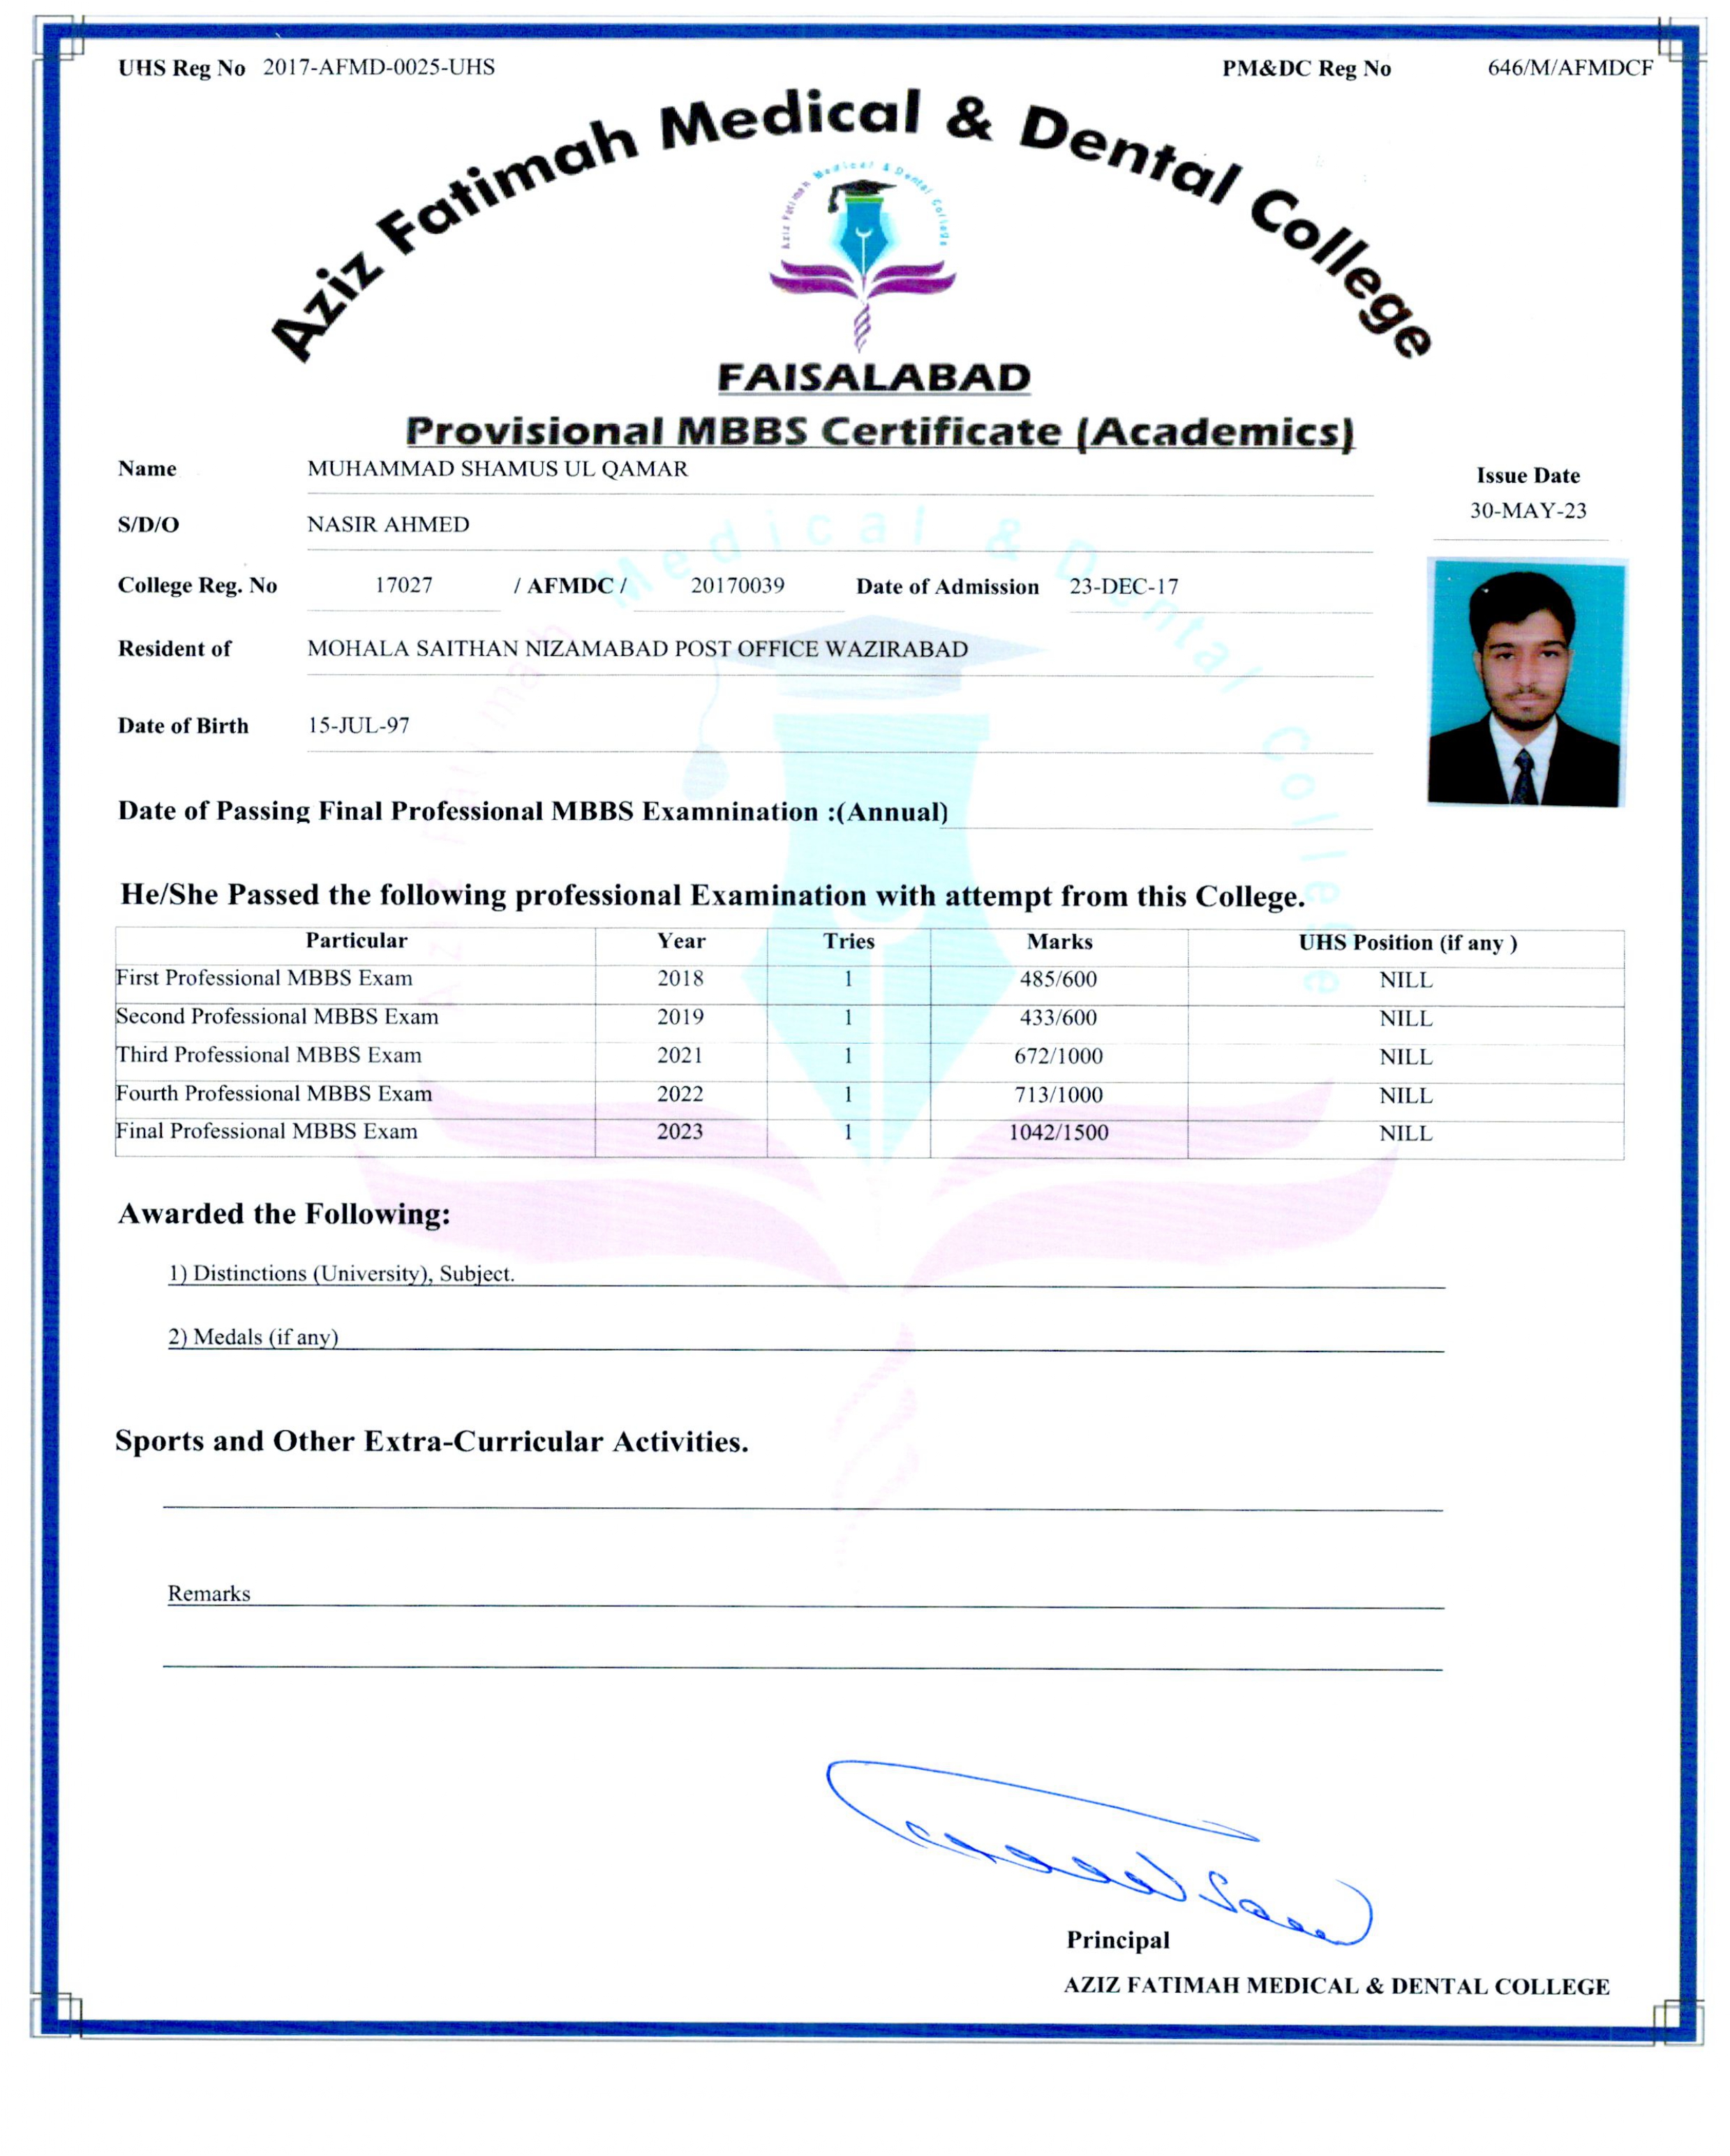 UHS Reg No 2017-AFMD-0025-UHS PM&DC Reg No 646/M/AFMDCF
Aziz Fatimah Medical & Dental College
Aziz Fatimah Medical & Dental College
FAISALABAD
Provisional MBBS Certificate (Academics)
Name MUHAMMAD SHAMUS UL QAMAR
Issue Date
30-MAY-23
S/D/O NASIR AHMED
College Reg. No 17027 / AFMDC / 20170039 Date of Admission 23-DEC-17
Resident of MOHALA SAITHAN NIZAMABAD POST OFFICE WAZIRABAD
Date of Birth 15-JUL-97
Date of Passing Final Professional MBBS Examnination :(Annual)
He/She Passed the following professional Examination with attempt from this College.
Particular Year Tries Marks UHS Position (if any )
First Professional MBBS Exam 2018 1 485/600 NILL
Second Professional MBBS Exam 2019 1 433/600 NILL
Third Professional MBBS Exam 2021 1 672/1000 NILL
Fourth Professional MBBS Exam 2022 1 713/1000 NILL
Final Professional MBBS Exam 2023 1 1042/1500 NILL
Awarded the Following:
1) Distinctions (University), Subject.
2) Medals (if any)
Sports and Other Extra-Curricular Activities.
Remarks
Principal
AZIZ FATIMAH MEDICAL & DENTAL COLLEGE